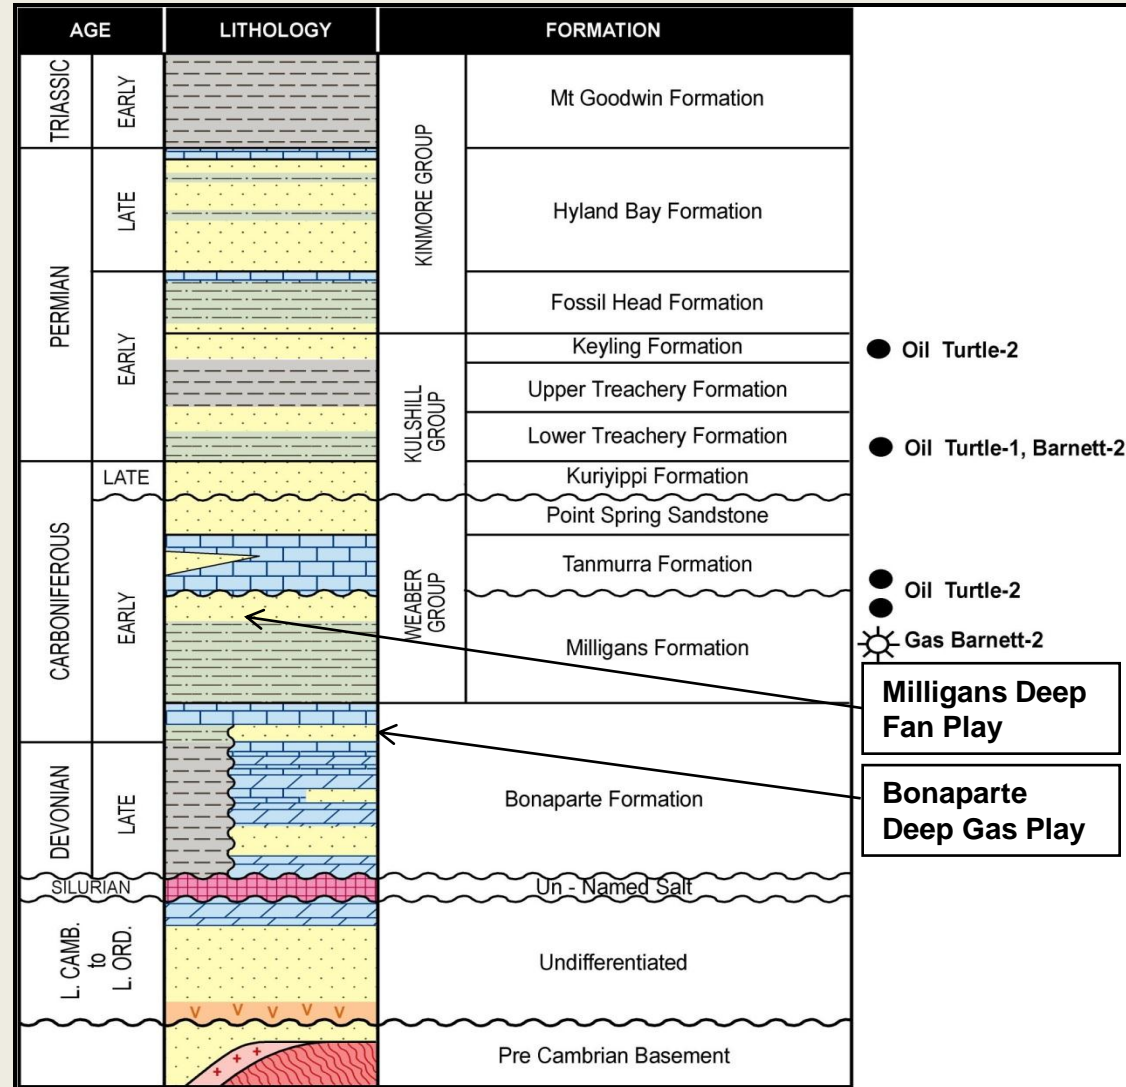 AGE
LITHOLOGY
FORMATION
TRIASSIC
EARLY
Mt Goodwin Formation
KINMORE GROUP
PERMIAN
LATE
Hyland Bay Formation
EARLY
Fossil Head Formation
KULSHILL
GROUP
Keyling Formation
Oil Turtle-2
Upper Treachery Formation
Lower Treachery Formation
Oil Turtle-1, Barnett-2
CARBONIFEROUS
LATE
Kuriyippi Formation
EARLY
WEABER
GROUP
Point Spring Sandstone
Tanmurra Formation
Oil Turtle-2
Milligans Formation
Gas Barnett-2
Milligans Deep
Fan Play
DEVONIAN
LATE
Bonaparte Formation
Bonaparte
Deep Gas Play
SILURIAN
Un - Named Salt
L. CAMB.
to
L. ORD.
Undifferentiated
V V V V V
Pre Cambrian Basement